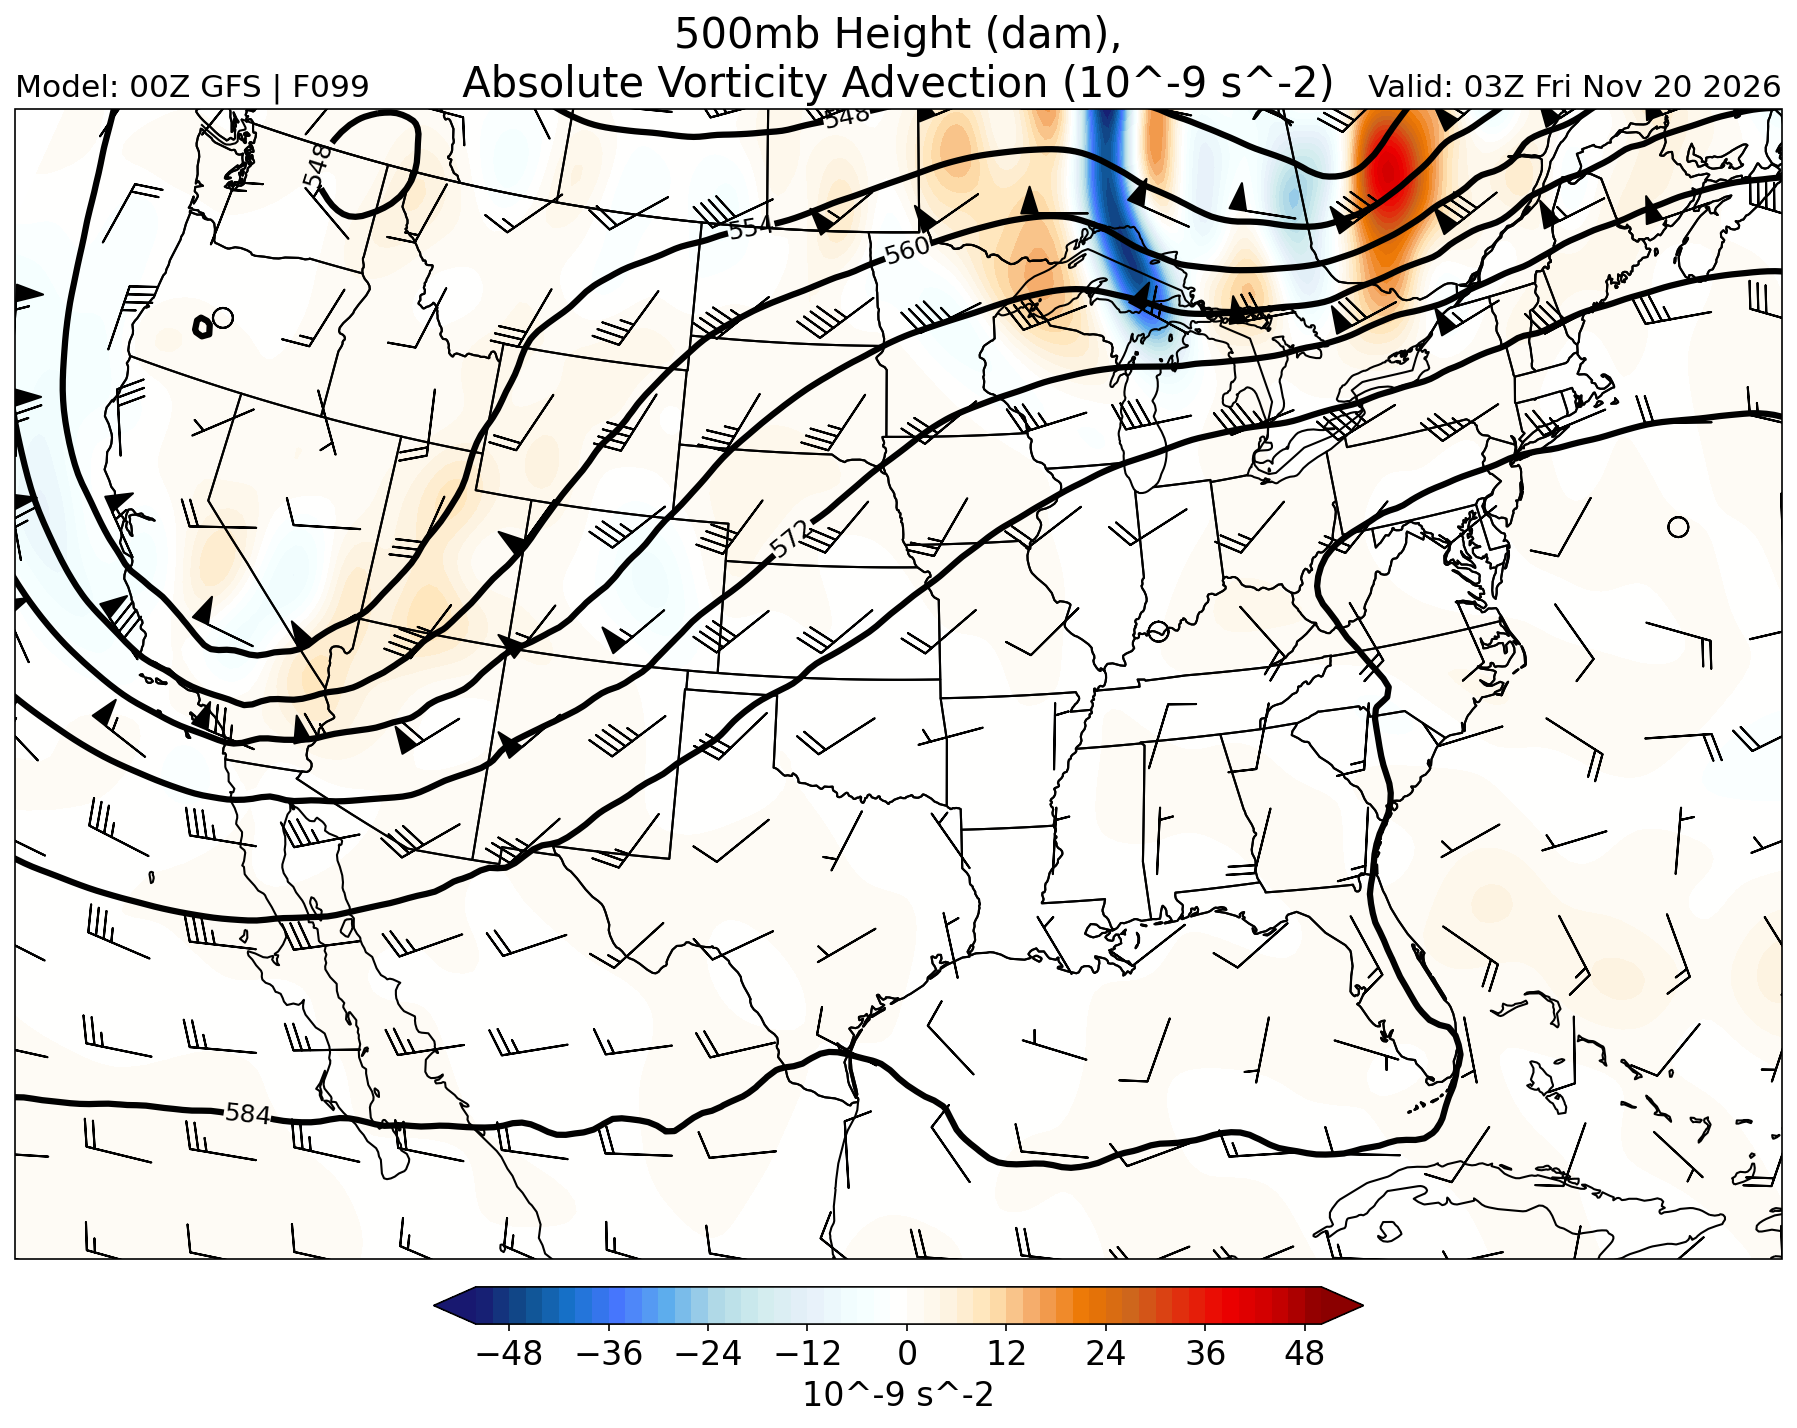 500mb Height (dam),
Model: 00Z GFS | F099
Absolute Vorticity Advection (10^-9 s^-2)
Valid: 03Z Fri Nov 20 2026
548
548
554
560
572
584
−48 −36 −24 −12 0 12 24 36 48
10^-9 s^-2